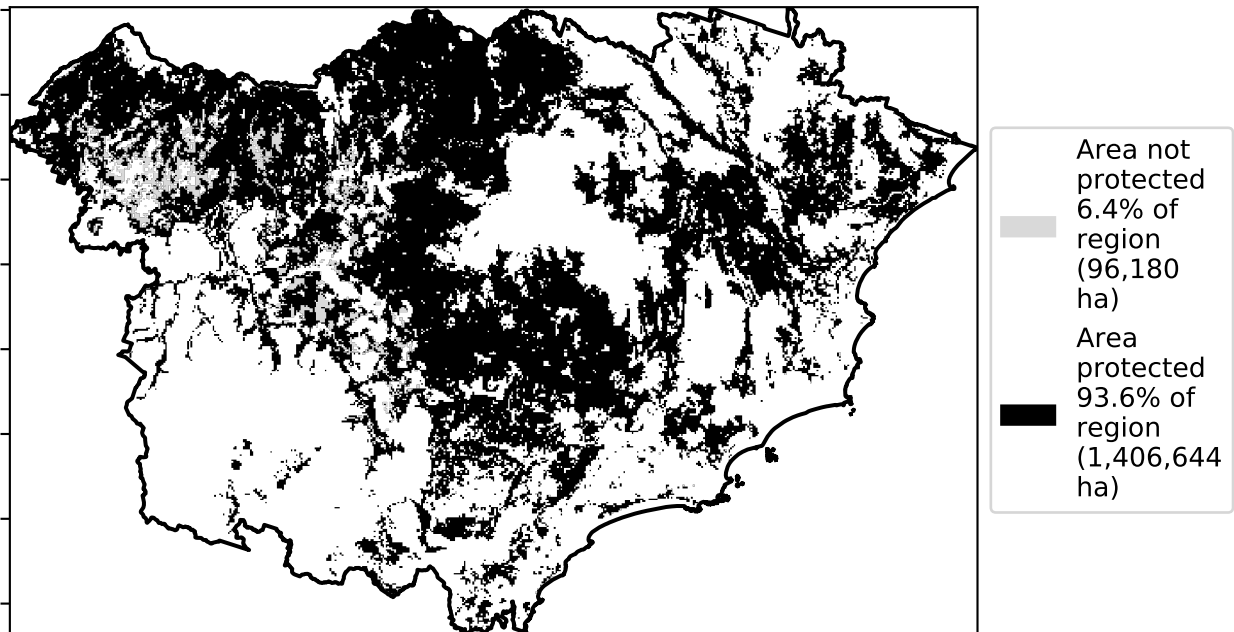 Area not
protected
6.4% of
region
(96,180
ha)
Area
protected
93.6% of
region
(1,406,644
ha)